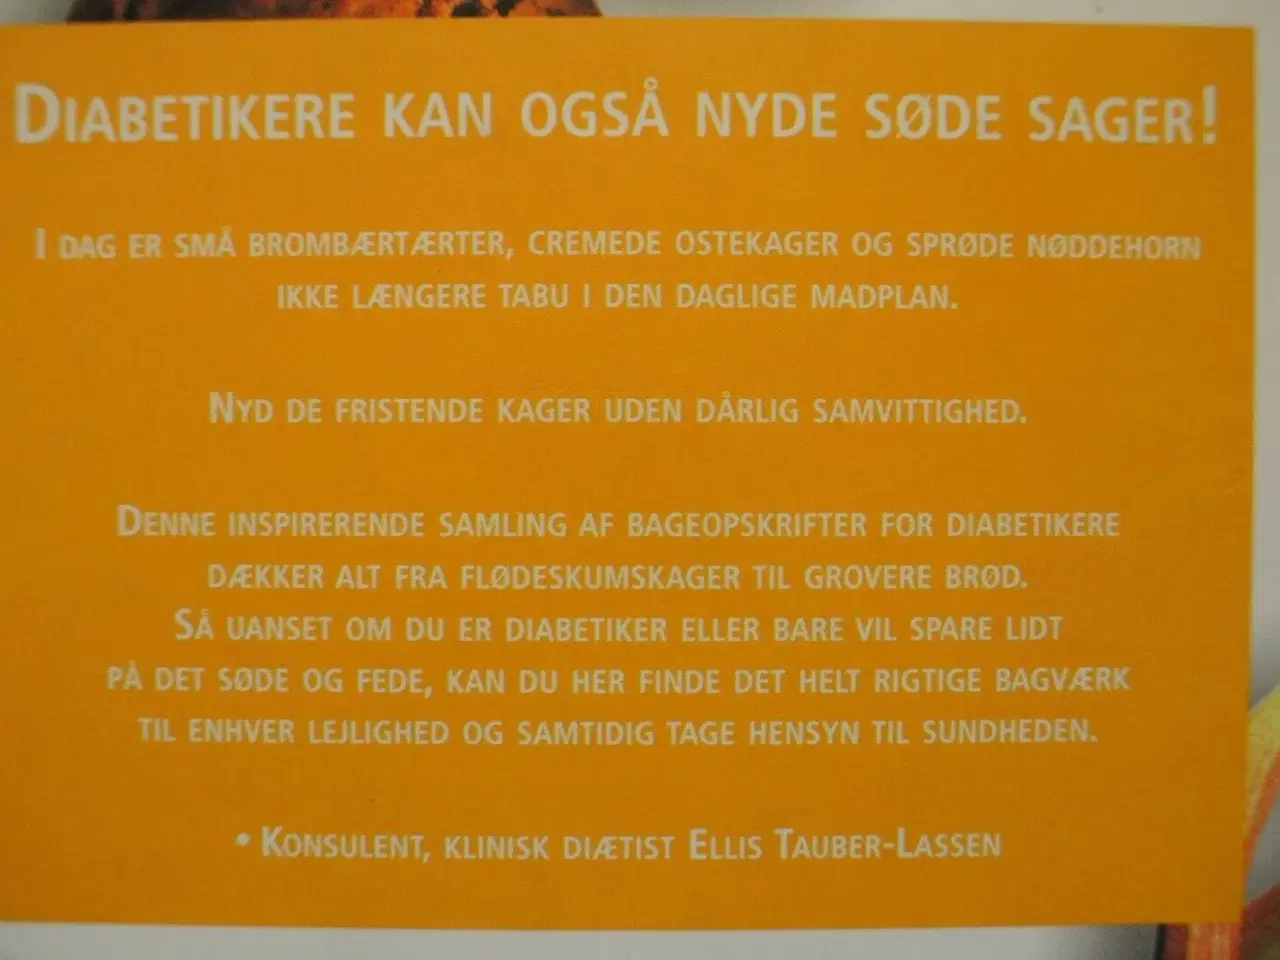 DIABETIKERE KAN OGSÅ NYDE SØDE SAGER!
I DAG ER SMÅ BROMBÆRTÆRTER, CREMEDE OSTEKAGER OG SPRØDE NØDDEHORN
IKKE LÆNGERE TABU I DEN DAGLIGE MADPLAN.
NYD DE FRISTENDE KAGER UDEN DÅRLIG SAMVITTIGHED.
DENNE INSPIRERENDE SAMLING AF BAGEOPSKRIFTER FOR DIABETIKERE
DÆKKER ALT FRA FLØDESKUMSKAGER TIL GROVERE BRØD.
SÅ UANSET OM DU ER DIABETIKER ELLER BARE VIL SPARE LIDT
PÅ DET SØDE OG FEDE, KAN DU HER FINDE DET HELT RIGTIGE BAGVÆRK
TIL ENHVER LEJLIGHED OG SAMTIDIG TAGE HENSYN TIL SUNDHEDEN.
• KONSULENT, KLINISK DIÆTIST ELLIS TAUBER-LASSEN